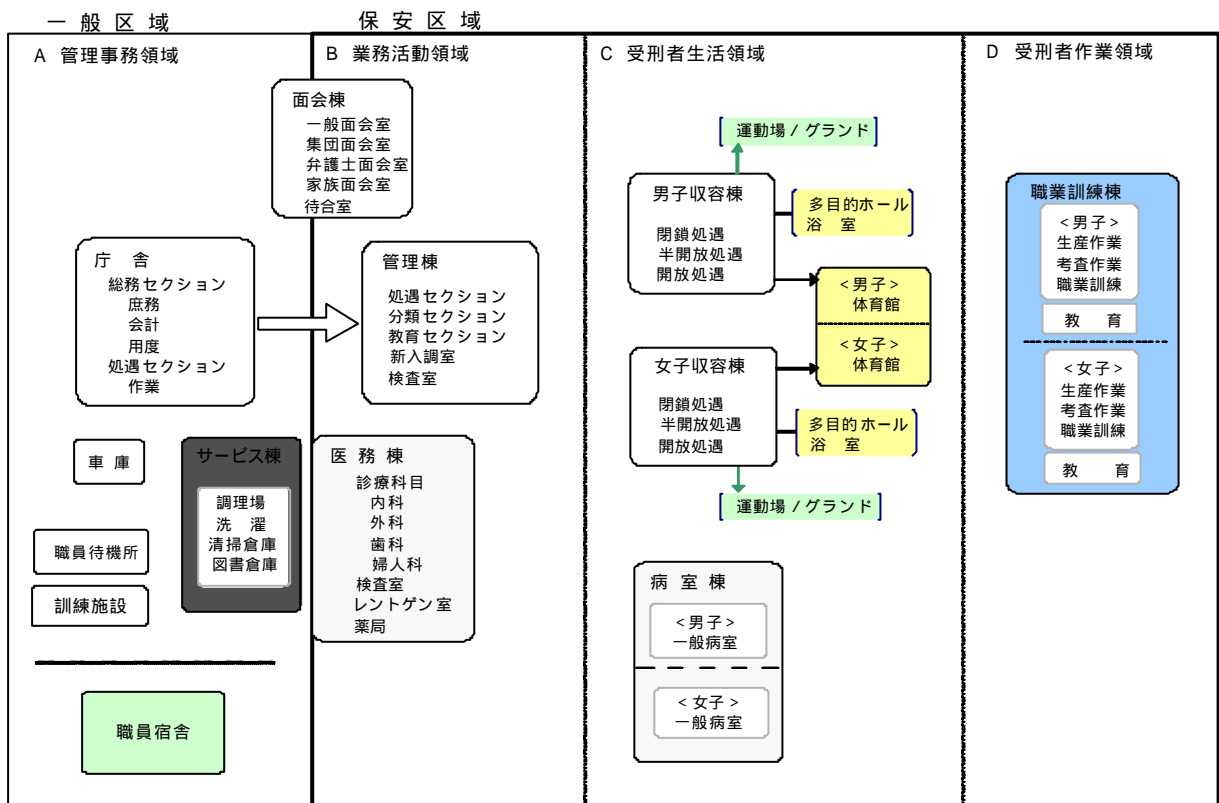 一般区域
保安区域
A 管理事務領域
B 業務活動領域
C 受刑者生活領域
D 受刑者作業領域
面会棟
一般面会室
集団面会室
弁護士面会室
家族面会室
待合室
庁 舎
総務セクション
庶務
会計
用度
処遇セクション
作業
管理棟
処遇セクション
分類セクション
教育セクション
新入調室
検査室
車 庫
職員待機所
訓練施設
サービス棟
調理場
洗 濯
清掃倉庫
図書倉庫
医 務 棟
診療科目
内科
外科
歯科
婦人科
検査室
レントゲン室
薬局
職員宿舎
運動場 / グランド
男子収容棟
閉鎖処遇
半開放処遇
開放処遇
多目的ホール
浴 室
<男子>
体育館
<女子>
体育館
女子収容棟
閉鎖処遇
半開放処遇
開放処遇
多目的ホール
浴 室
運動場 / グランド
病 室 棟
<男子>
一般病室
<女子>
一般病室
職業訓練棟
<男子>
生産作業
考査作業
職業訓練
教 育
<女子>
生産作業
考査作業
職業訓練
教 育